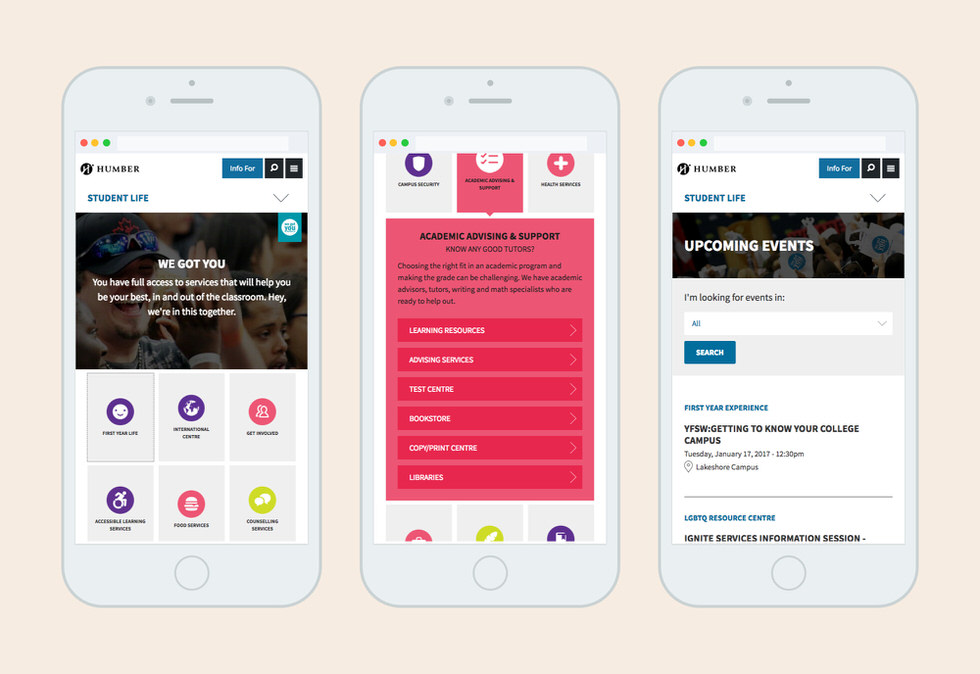 HUMBER
Info For
STUDENT LIFE
we got
you
WE GOT YOU
You have full access to services that will help you
be your best, in and out of the classroom. Hey,
we're in this together.
FIRST YEAR LIFE
INTERNATIONAL
CENTRE
GET INVOLVED
ACCESSIBLE LEARNING
SERVICES
FOOD SERVICES
COUNSELLING
SERVICES
CAMPUS SECURITY
ACADEMIC ADVISING &
SUPPORT
HEALTH SERVICES
ACADEMIC ADVISING & SUPPORT
KNOW ANY GOOD TUTORS?
Choosing the right fit in an academic program and
making the grade can be challenging. We have academic
advisors, tutors, writing and math specialists who are
ready to help out.
LEARNING RESOURCES
ADVISING SERVICES
TEST CENTRE
BOOKSTORE
COPY/PRINT CENTRE
LIBRARIES
HUMBER
Info For
STUDENT LIFE
UPCOMING EVENTS
I'm looking for events in:
All
SEARCH
FIRST YEAR EXPERIENCE
YFSW:GETTING TO KNOW YOUR COLLEGE
CAMPUS
Tuesday, January 17, 2017 - 12:30pm
Lakeshore Campus
LGBTQ RESOURCE CENTRE
IGNITE SERVICES INFORMATION SESSION -